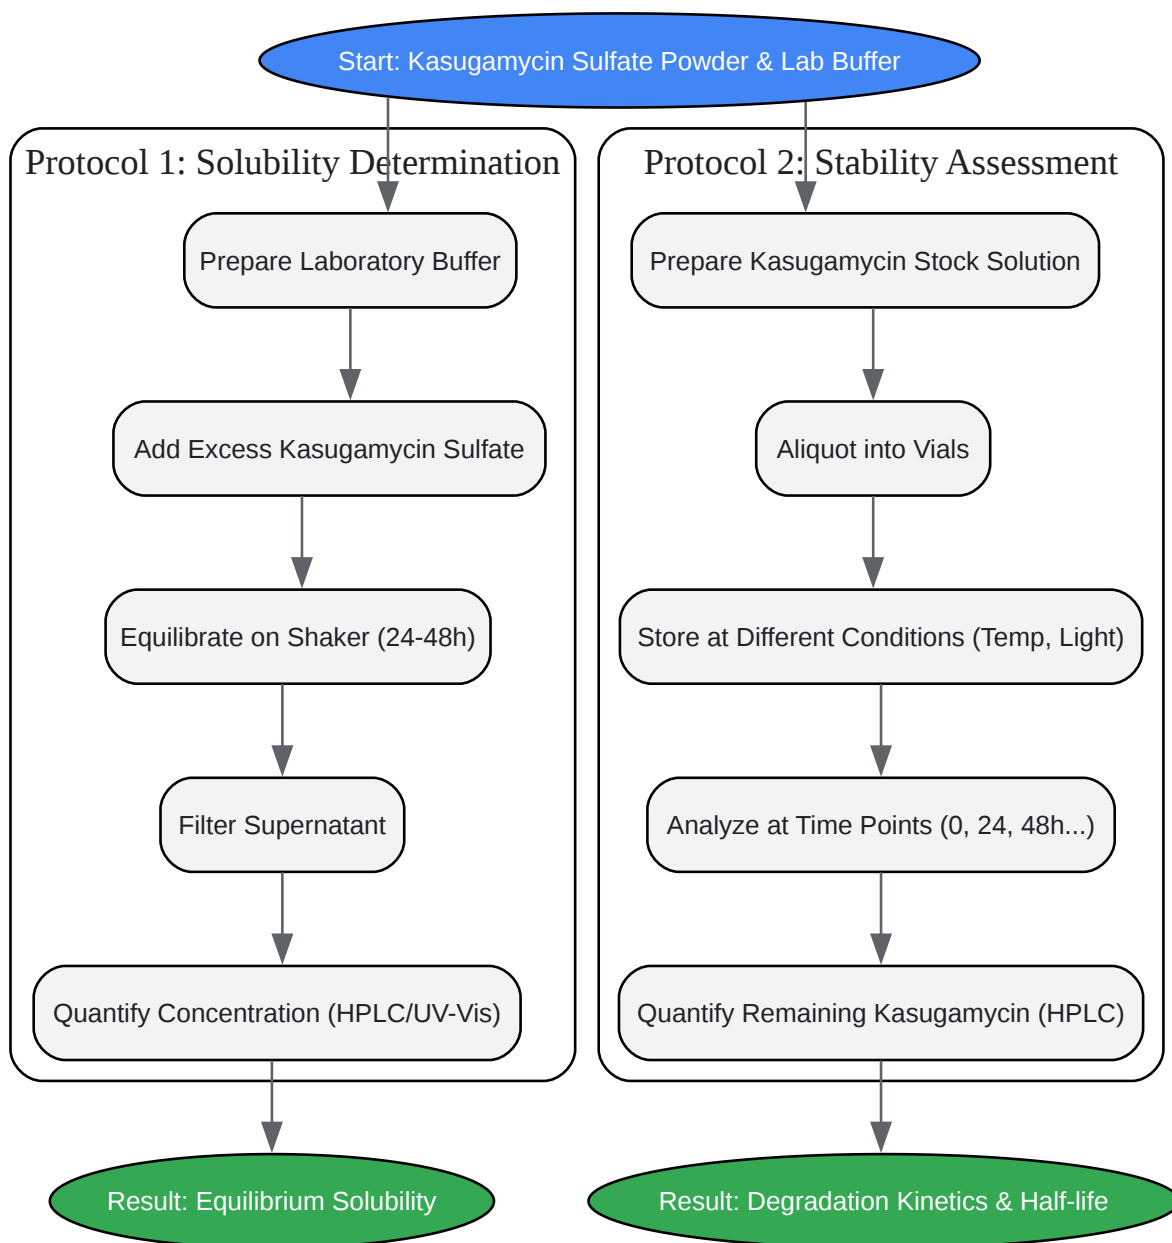 Start: Kasugamycin Sulfate Powder & Lab Buffer
Protocol 1: Solubility Determination
Prepare Laboratory Buffer
Add Excess Kasugamycin Sulfate
Equilibrate on Shaker (24-48h)
Filter Supernatant
Quantify Concentration (HPLC/UV-Vis)
Result: Equilibrium Solubility
Protocol 2: Stability Assessment
Prepare Kasugamycin Stock Solution
Aliquot into Vials
Store at Different Conditions (Temp, Light)
Analyze at Time Points (0, 24, 48h...)
Quantify Remaining Kasugamycin (HPLC)
Result: Degradation Kinetics & Half-life